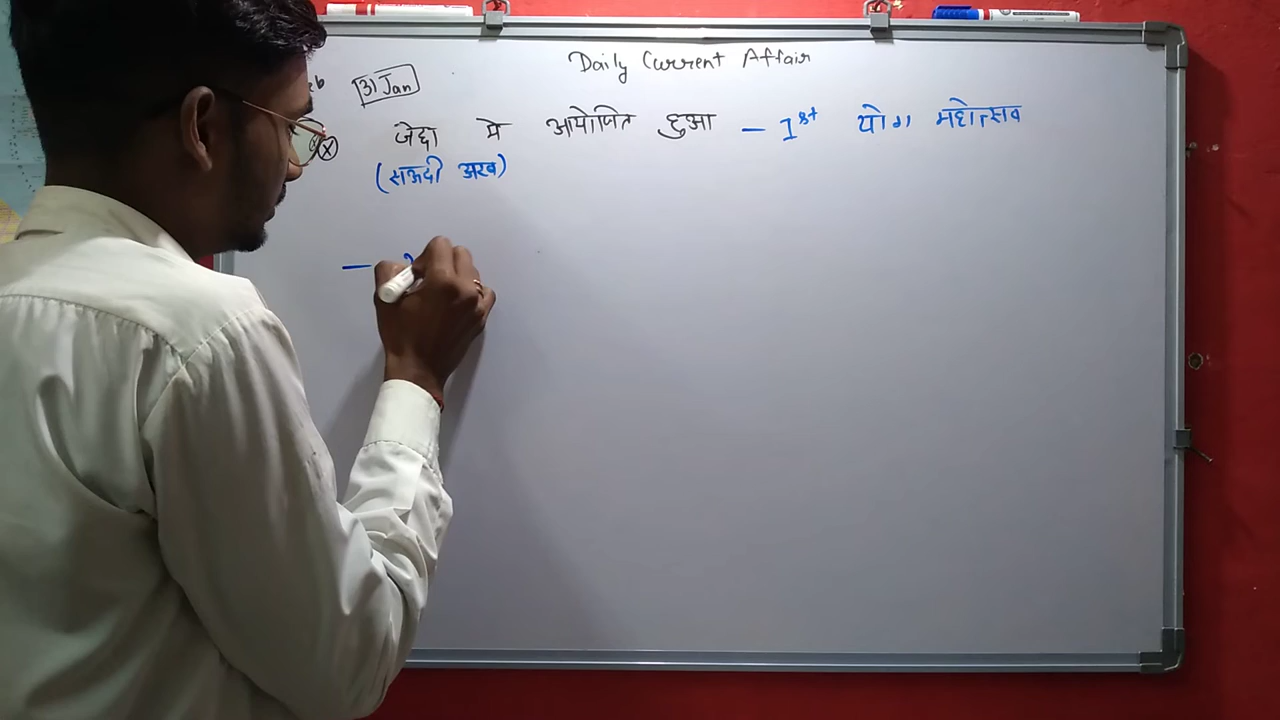 Daily Current Affair
31 Jan
जेद्दा मे आयोजित हुआ – 1st योग महोत्सव
(सऊदी अरब)